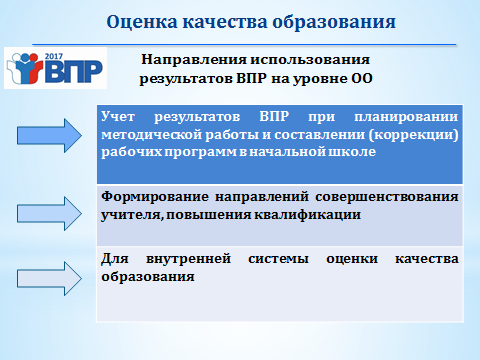 Оценка качества образования
2017
ВПР
Направления использования
результатов ВПР на уровне ОО
Учет результатов ВПР при планировании
методической работы и составлении (коррекции)
рабочих программ в начальной школе
Формирование направлений совершенствования
учителя, повышения квалификации
Для внутренней системы оценки качества
образования